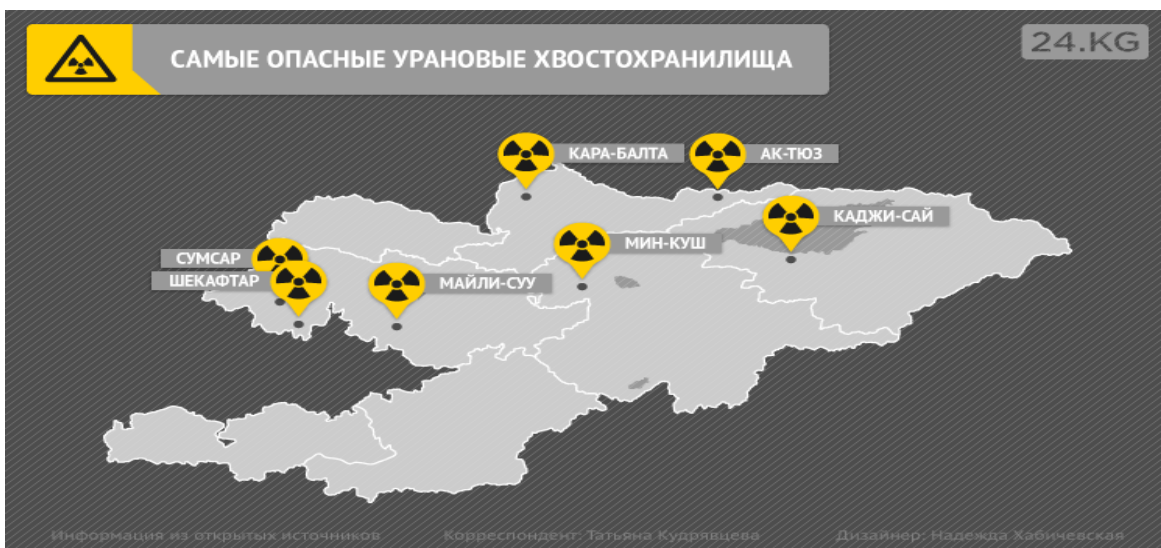 САМЫЕ ОПАСНЫЕ УРАНОВЫЕ ХВОСТОХРАНИЛИЩА
24.KG
КАРА-БАЛТА
АК-ТЮЗ
КАДЖИ-САЙ
МИН-КУШ
СУМСАР
ШЕКАФТАР
МАЙЛИ-СУУ
Информация из открытых источников
Корреспондент: Татьяна Кудрявцева
Дизайнер: Надежда Хабичевская